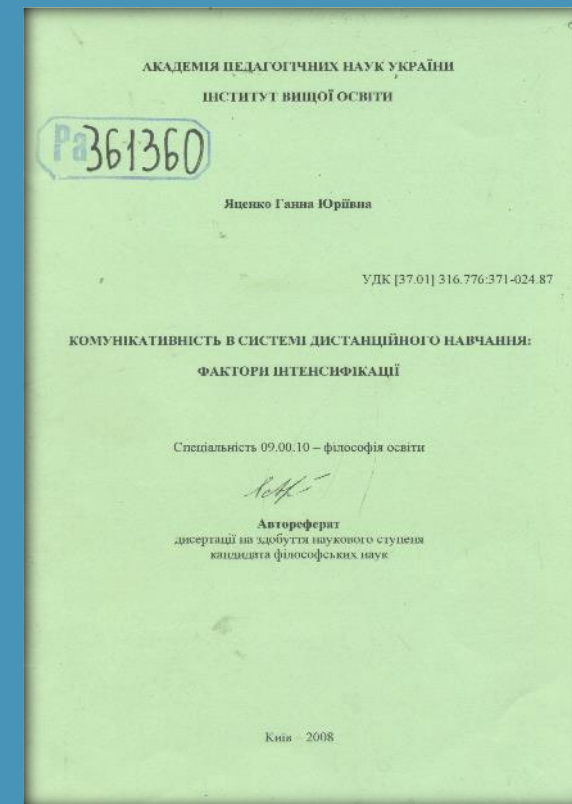 АКАДЕМІЯ ПЕДАГОГІЧНИХ НАУК УКРАЇНИ
ІНСТИТУТ ВИЩОЇ ОСВІТИ
Ра 361360
Яценко Ганна Юріївна
УДК [37.01] 316.776:371-024.87
КОМУНІКАТИВНІСТЬ В СИСТЕМІ ДИСТАНЦІЙНОГО НАВЧАННЯ:
ФАКТОРИ ІНТЕНСИФІКАЦІЇ
Спеціальність 09.00.10 – філософія освіти
Автореферат
дисертації на здобуття наукового ступеня
кандидата філософських наук
Київ – 2008